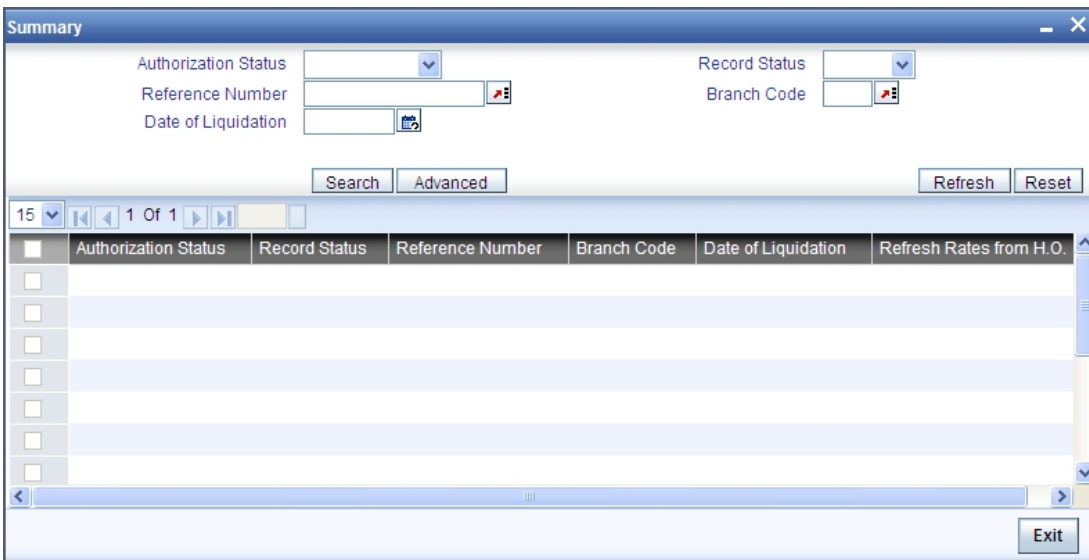 Summary
Authorization Status Record Status
Reference Number Branch Code
Date of Liquidation
Search Advanced Refresh Reset
15 1 Of 1
Authorization Status Record Status Reference Number Branch Code Date of Liquidation Refresh Rates from H.O.
Exit